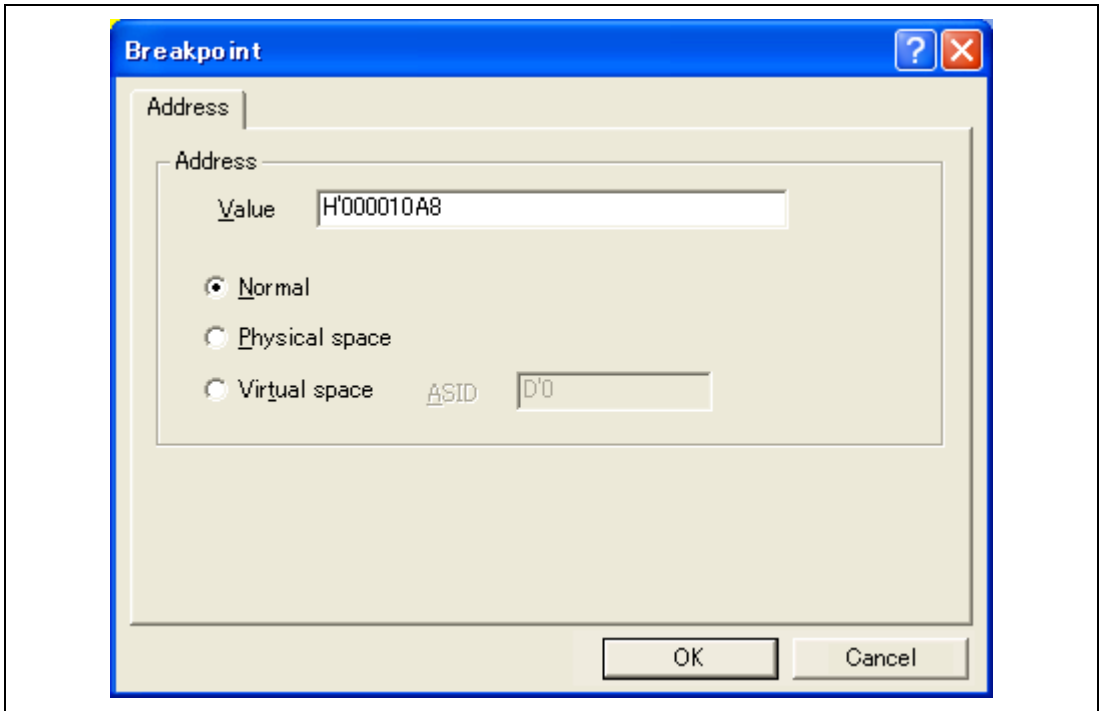 Breakpoint
Address
Address
Value H'000010A8
Normal
Physical space
Virtual space ASID D'0
OK Cancel